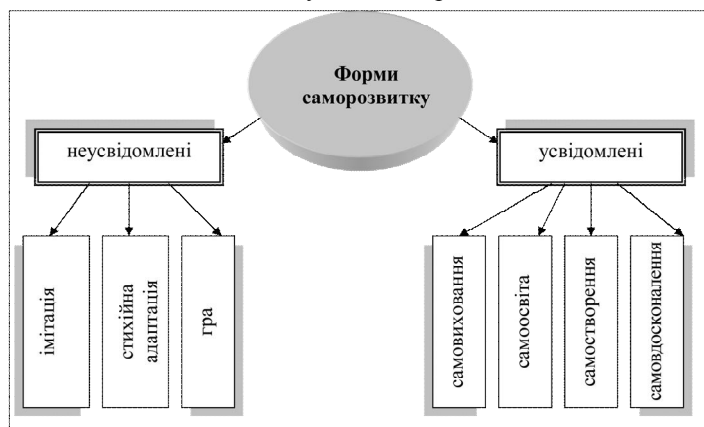 Форми
саморозвитку
неусвідомлені
усвідомлені
імітація
стихійна
адаптація
гра
самовиховання
самоосвіта
самостворення
самовдосконалення